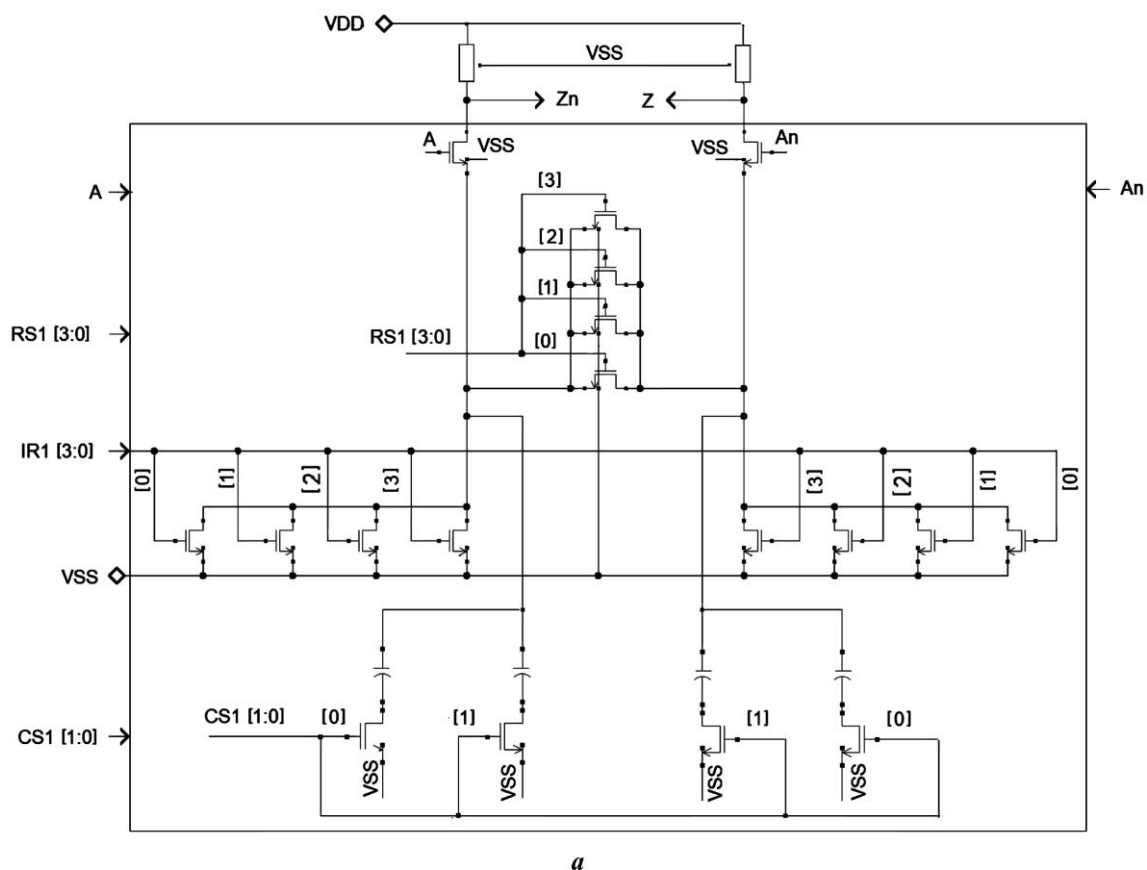 VDD
VSS
Zn
Z
A
VSS
VSS
An
A
An
[3]
[2]
[1]
RS1 [3:0]
RS1 [3:0]
[0]
IR1 [3:0]
[0]
[1]
[2]
[3]
[3]
[2]
[1]
[0]
VSS
CS1 [1:0]
[0]
[1]
[1]
[0]
CS1 [1:0]
VSS
VSS
VSS
VSS
a